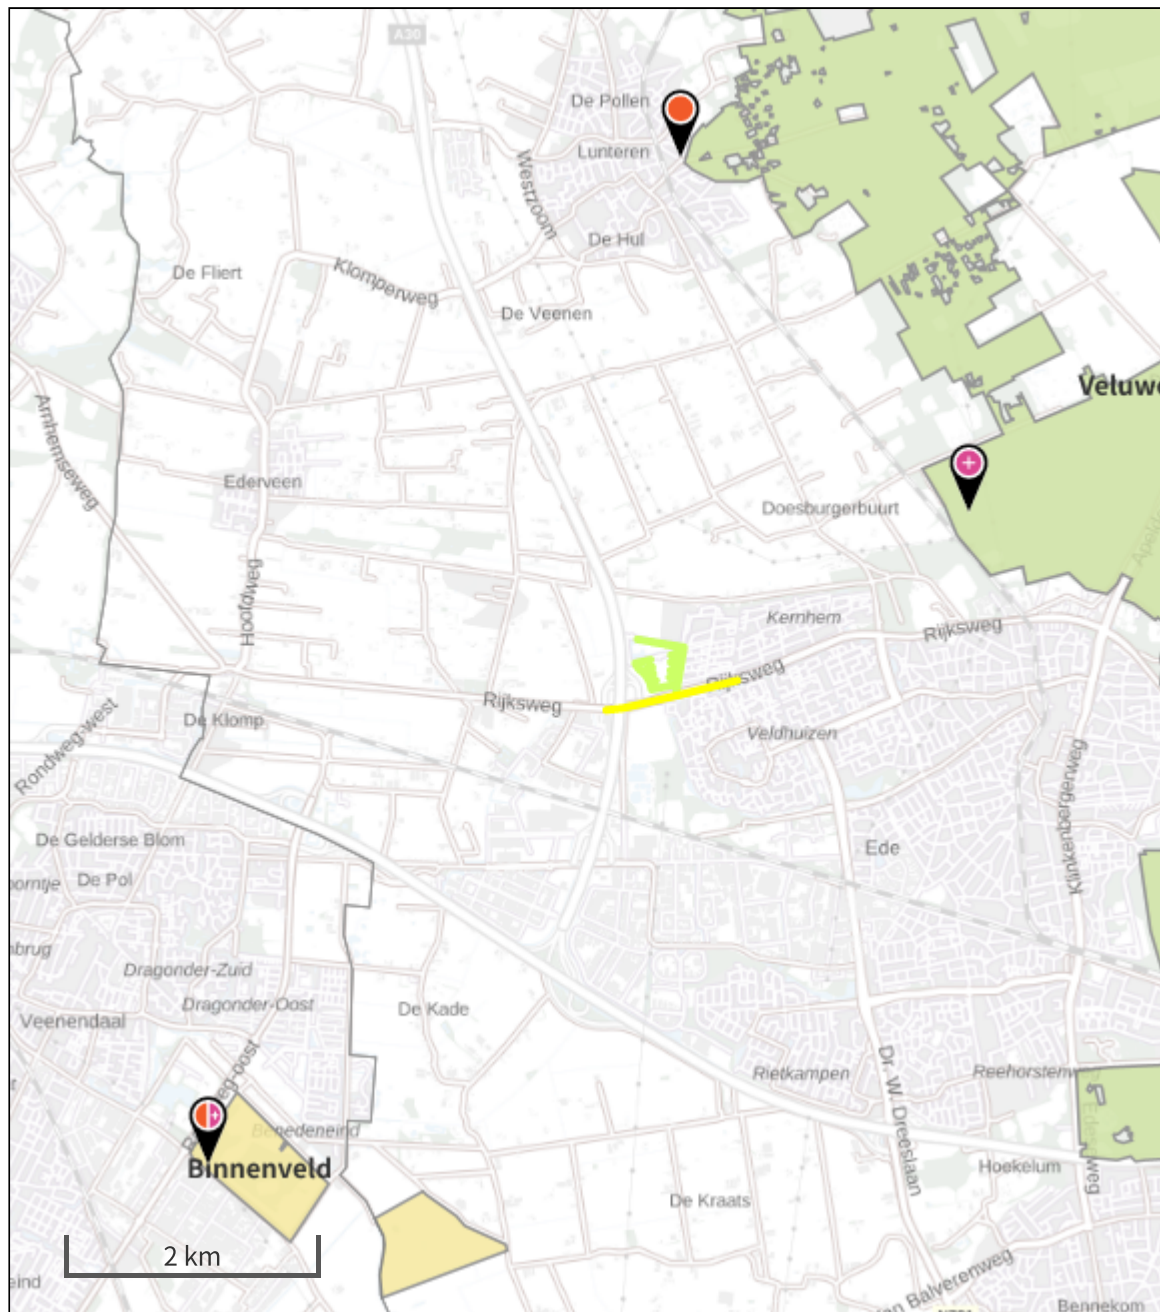 A30
De Pollen
Lunteren
Westzoom
De Hul
De Fliert
Klomperweg
De Veenen
Veluwe
Arnhemseweg
Ederveen
Doesburgerbuurt
Hoofdweg
Kernhem
Rijksweg
Rijksweg
Rijksweg
De Klomp
Rondweg-west
Veldhuizen
Klinkenbergerweg
De Gelderse Blom
Ede
De Pol
Dragonder-Zuid
Dragonder-Oost
De Kade
Veenendaal
Rietkampen
Reehorstenweg
Dr. W. Dreeslaan
Benedeneind
Binnenveld
Hoekelum
De Kraats
2 km
Bennekom